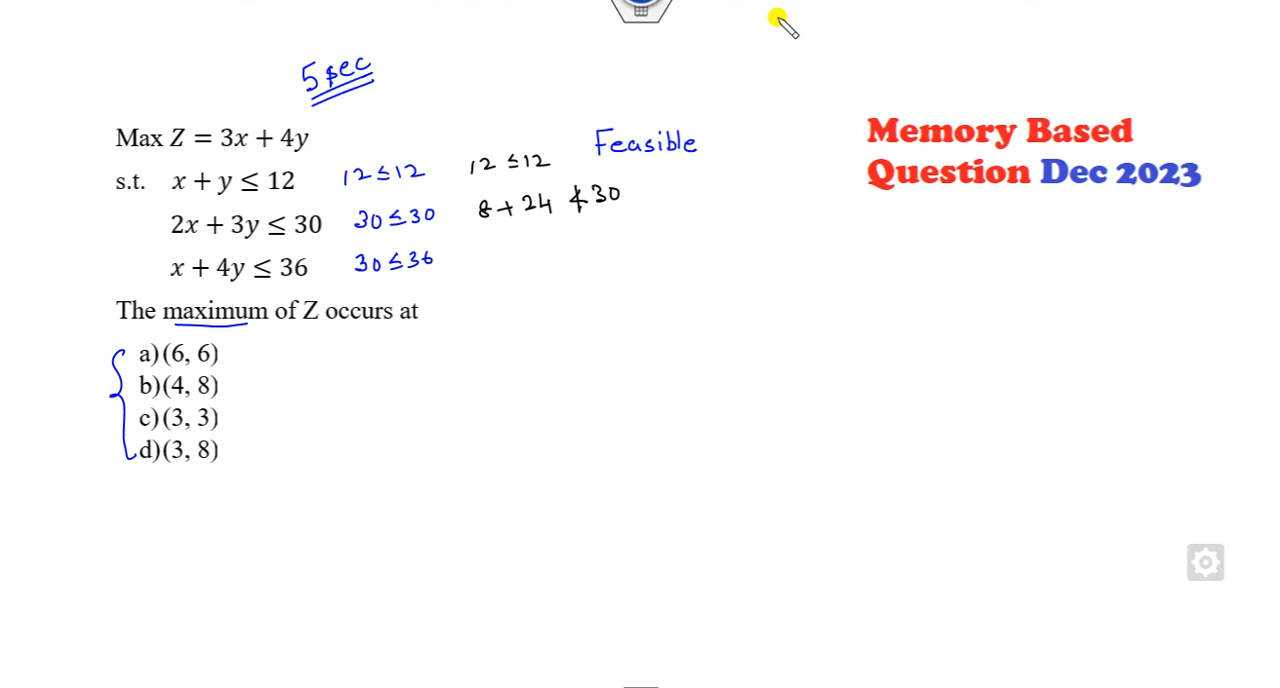 5 sec
Max Z = 3x + 4y
s.t. x + y ≤ 12 12 ≤ 12 12 ≤ 12 Feasible
2x + 3y ≤ 30 30 ≤ 30 8 + 24 ≰ 30
x + 4y ≤ 36 30 ≤ 36
The maximum of Z occurs at
a)(6, 6)
b)(4, 8)
c)(3, 3)
d)(3, 8)
Memory Based
Question Dec 2023